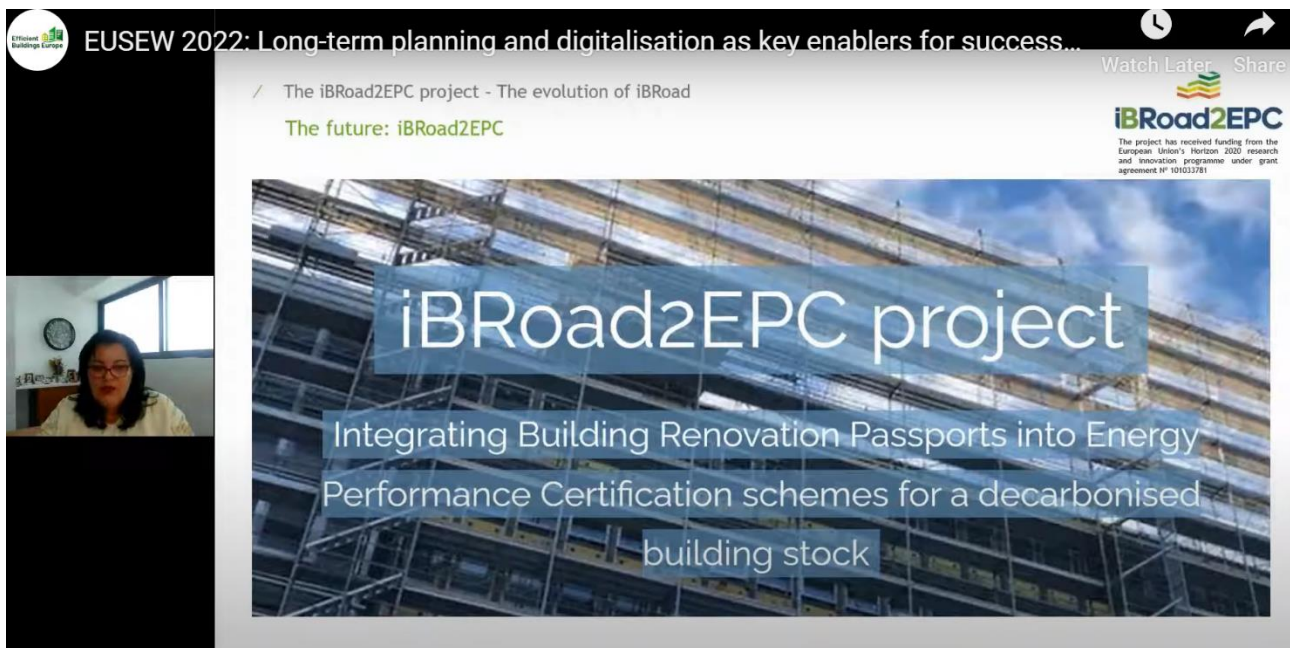 Efficient
Buildings Europe
EUSEW 2022: Long-term planning and digitalisation as key enablers for success...
Watch Later
Share
/ The iBRoad2EPC project - The evolution of iBRoad
The future: iBRoad2EPC
iBRoad2EPC
The project has received funding from the
European Union's Horizon 2020 research
and innovation programme under grant
agreement Nº 101033781
iBRoad2EPC project
Integrating Building Renovation Passports into Energy
Performance Certification schemes for a decarbonised
building stock